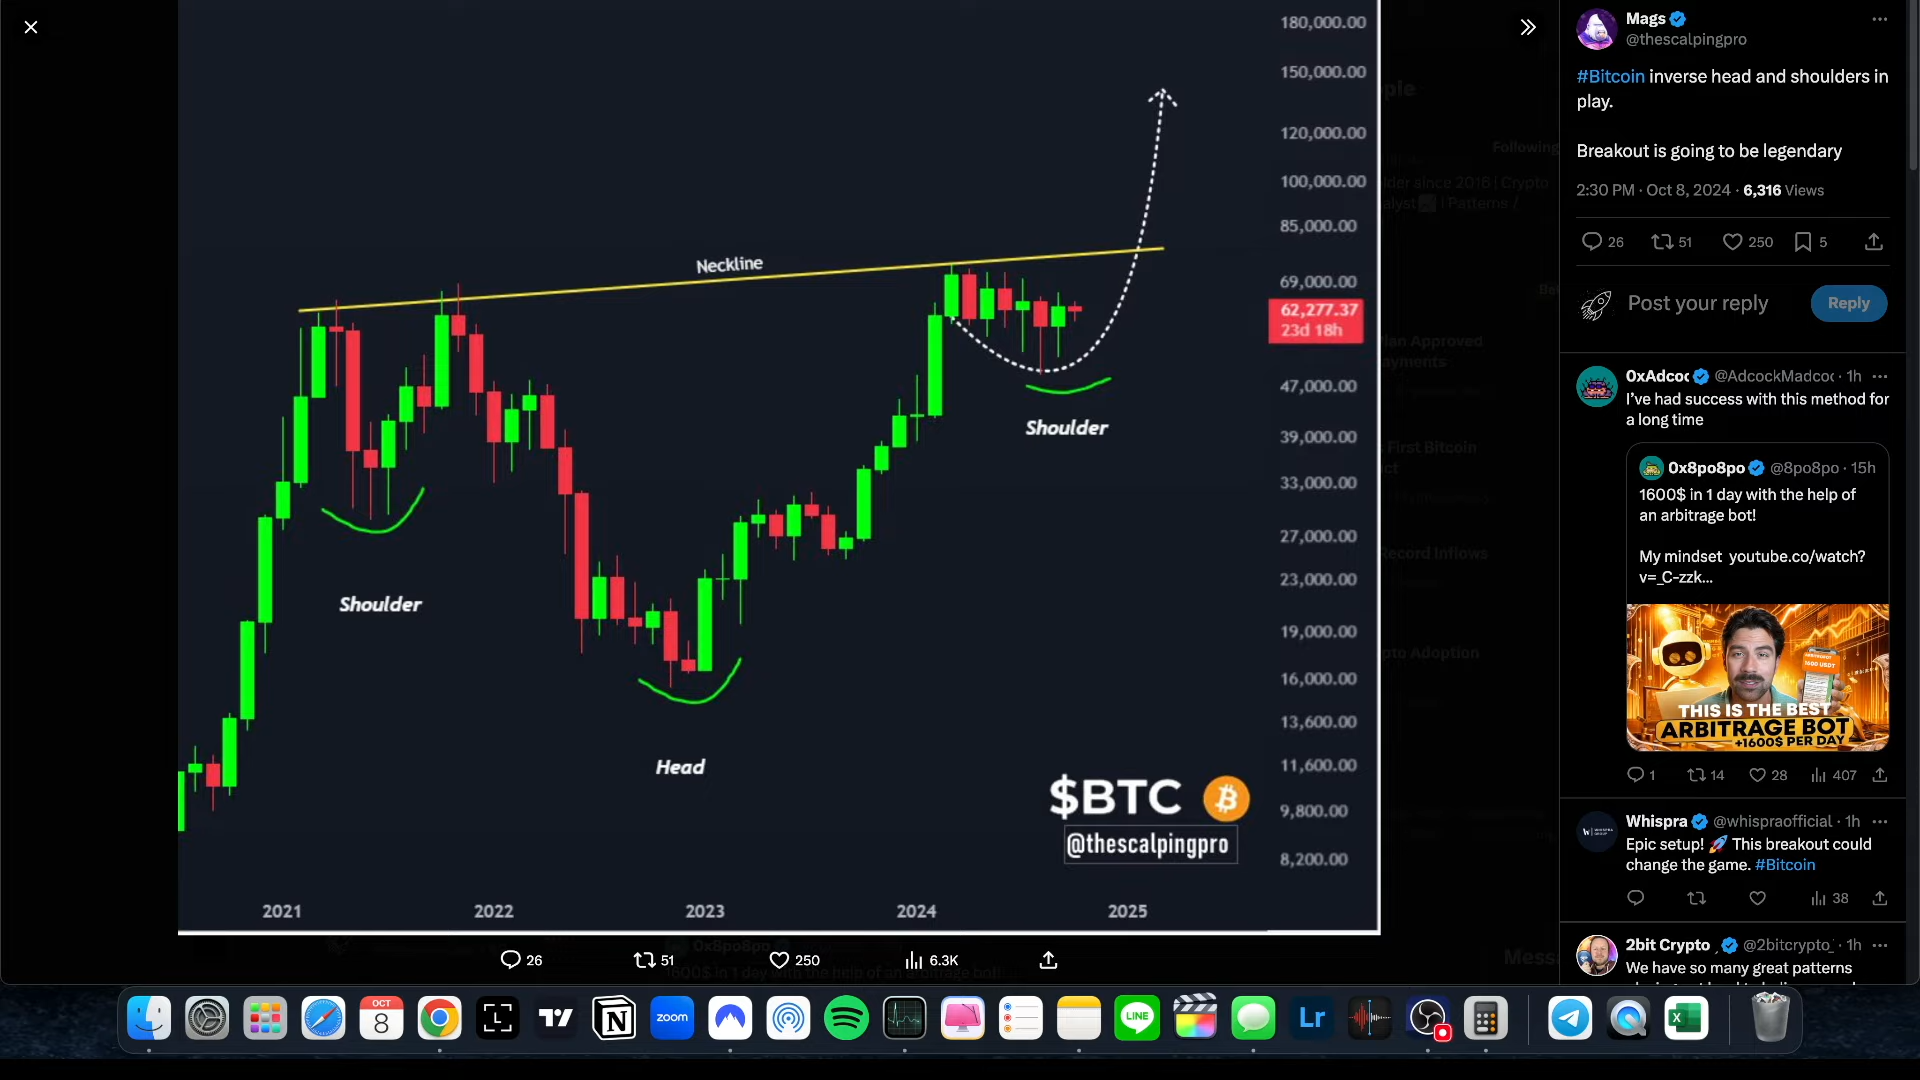 180,000.00
150,000.00
120,000.00
100,000.00
85,000.00
69,000.00
62,277.37
23d 18h
47,000.00
39,000.00
33,000.00
27,000.00
23,000.00
19,000.00
16,000.00
13,600.00
11,600.00
9,800.00
8,200.00
Neckline
Shoulder
Shoulder
Head
$BTC
@thescalpingpro
2021 2022 2023 2024 2025
26 51 250 6.3K
Following
Mags
@thescalpingpro
#Bitcoin inverse head and shoulders in
play.
Breakout is going to be legendary
2:30 PM · Oct 8, 2024 · 6,316 Views
26 51 250 5
Post your reply Reply
0xAdcoc @AdcockMadcoc · 1h
I've had success with this method for
a long time
0x8po8po @8po8po · 15h
1600$ in 1 day with the help of
an arbitrage bot!
My mindset youtube.co/watch?
v=_C-zzk...
THIS IS THE BEST
ARBITRAGE BOT
+1600$ PER DAY
1 14 28 407
Whispra @whispraofficial · 1h
Epic setup! 🚀 This breakout could
change the game. #Bitcoin
38
2bit Crypto @2bitcrypto_ · 1h
We have so many great patterns
OCT
8
zoom
LINE
Lr